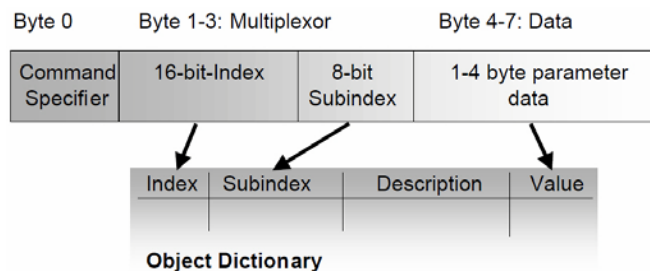 Byte 0 Byte 1-3: Multiplexor Byte 4-7: Data
Command Specifier
16-bit-Index
8-bit Subindex
1-4 byte parameter data
Index Subindex Description Value
Object Dictionary